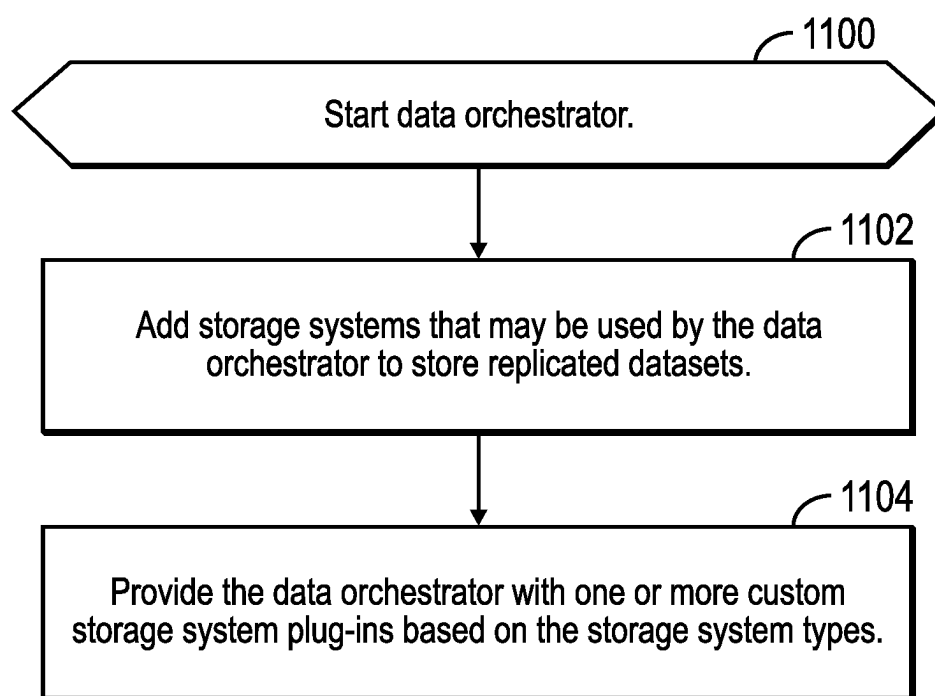 1100
Start data orchestrator.
1102
Add storage systems that may be used by the data
orchestrator to store replicated datasets.
1104
Provide the data orchestrator with one or more custom
storage system plug-ins based on the storage system types.